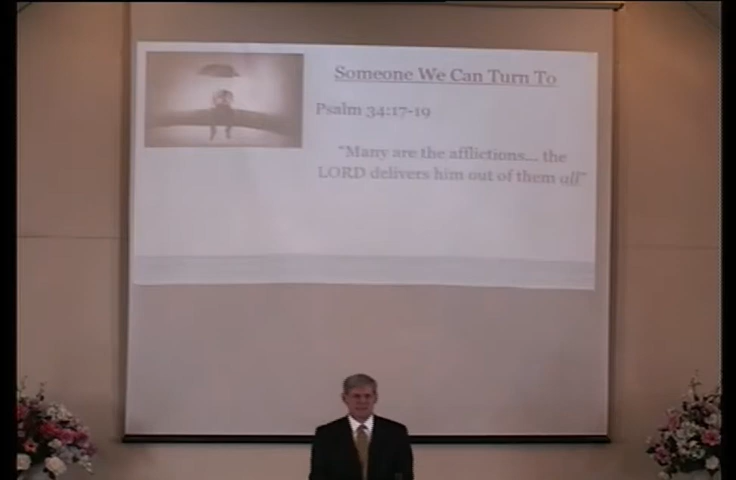 Someone We Can Turn To
Psalm 34:17-19
"Many are the afflictions... the
LORD delivers him out of them all"